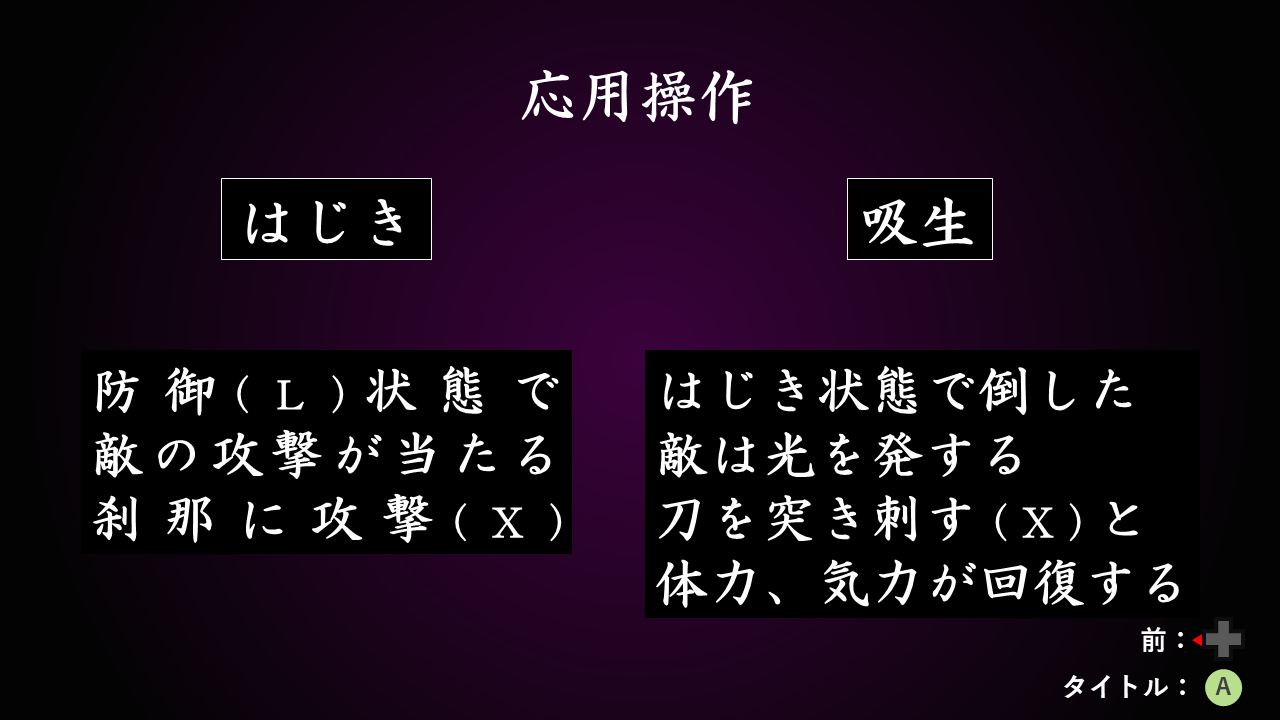 応用操作
はじき
防御(L)状態で
敵の攻撃が当たる
刹那に攻撃(X)
吸生
はじき状態で倒した
敵は光を発する
刀を突き刺す(X)と
体力、気力が回復する
前：
タイトル：A